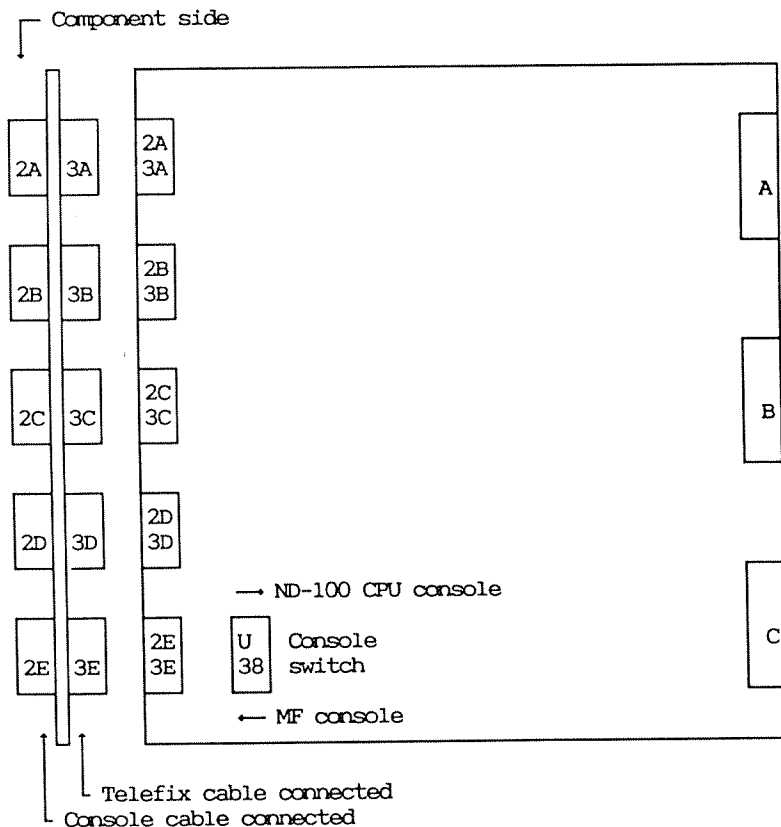 Component side
2A 3A
2A
3A
A
2B 3B
2B
3B
2C 3C
2C
3C
B
2D 3D
2D
3D
→ ND-100 CPU console
2E 3E
2E
3E
U
38
Console
switch
C
← MF console
Telefix cable connected
Console cable connected